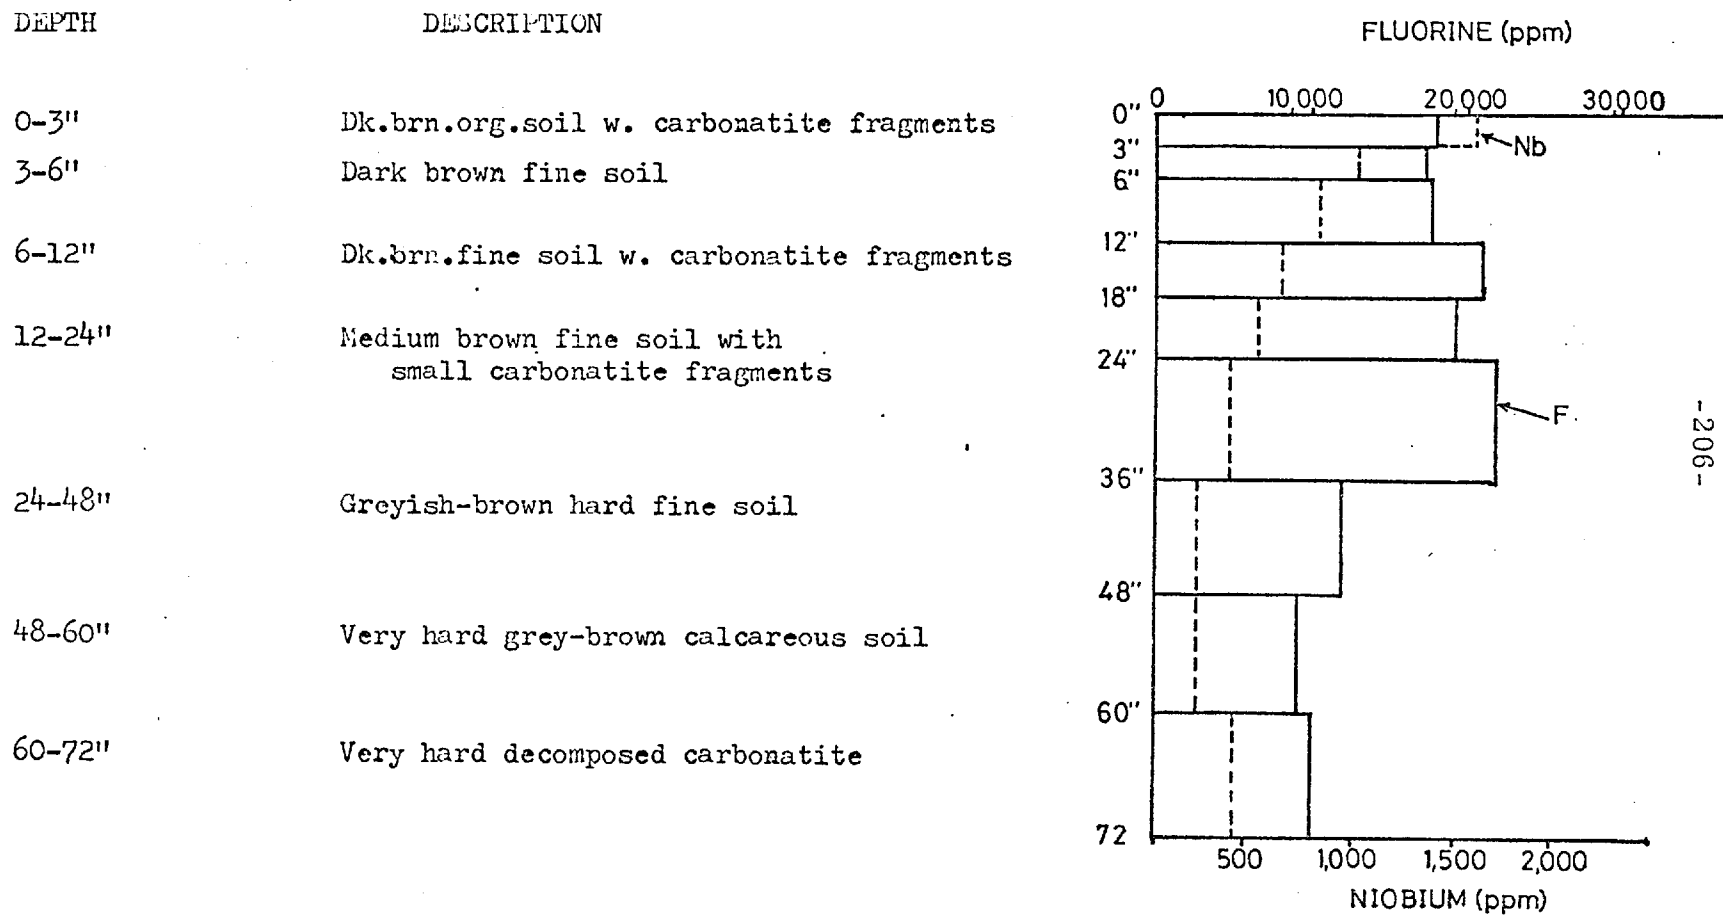 DEPTH DESCRIPTION
0-3" Dk.brn.org.soil w. carbonatite fragments
3-6" Dark brown fine soil
6-12" Dk.brn.fine soil w. carbonatite fragments
12-24" Medium brown fine soil with
small carbonatite fragments
24-48" Greyish-brown hard fine soil
48-60" Very hard grey-brown calcareous soil
60-72" Very hard decomposed carbonatite
FLUORINE (ppm)
0 10,000 20,000 30,000
0"
3"
6"
12"
18"
24"
36"
48"
60"
72
Nb
F
500 1,000 1,500 2,000
NIOBIUM (ppm)
-206-